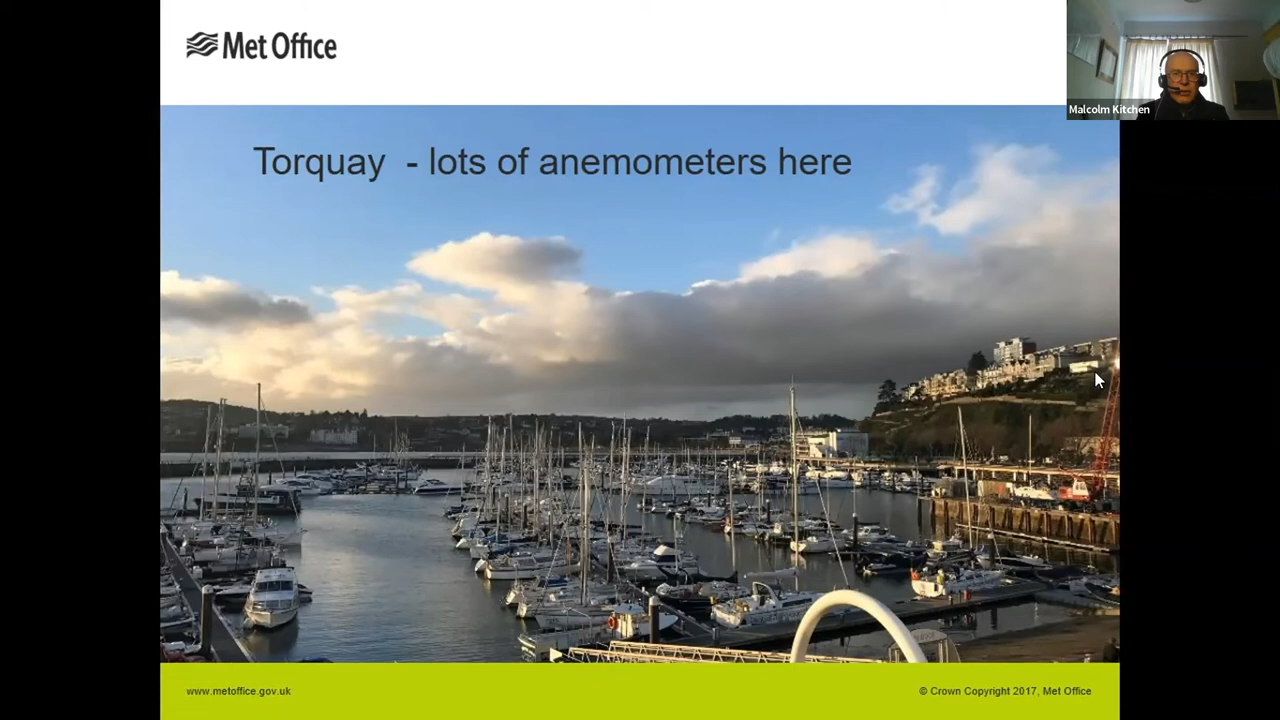 Met Office
Malcolm Kitchen
Torquay - lots of anemometers here
www.metoffice.gov.uk
© Crown Copyright 2017, Met Office